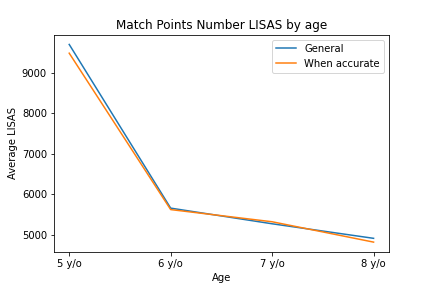 Match Points Number LISAS by age
General
When accurate
Average LISAS
9000
8000
7000
6000
5000
5 y/o 6 y/o 7 y/o 8 y/o
Age